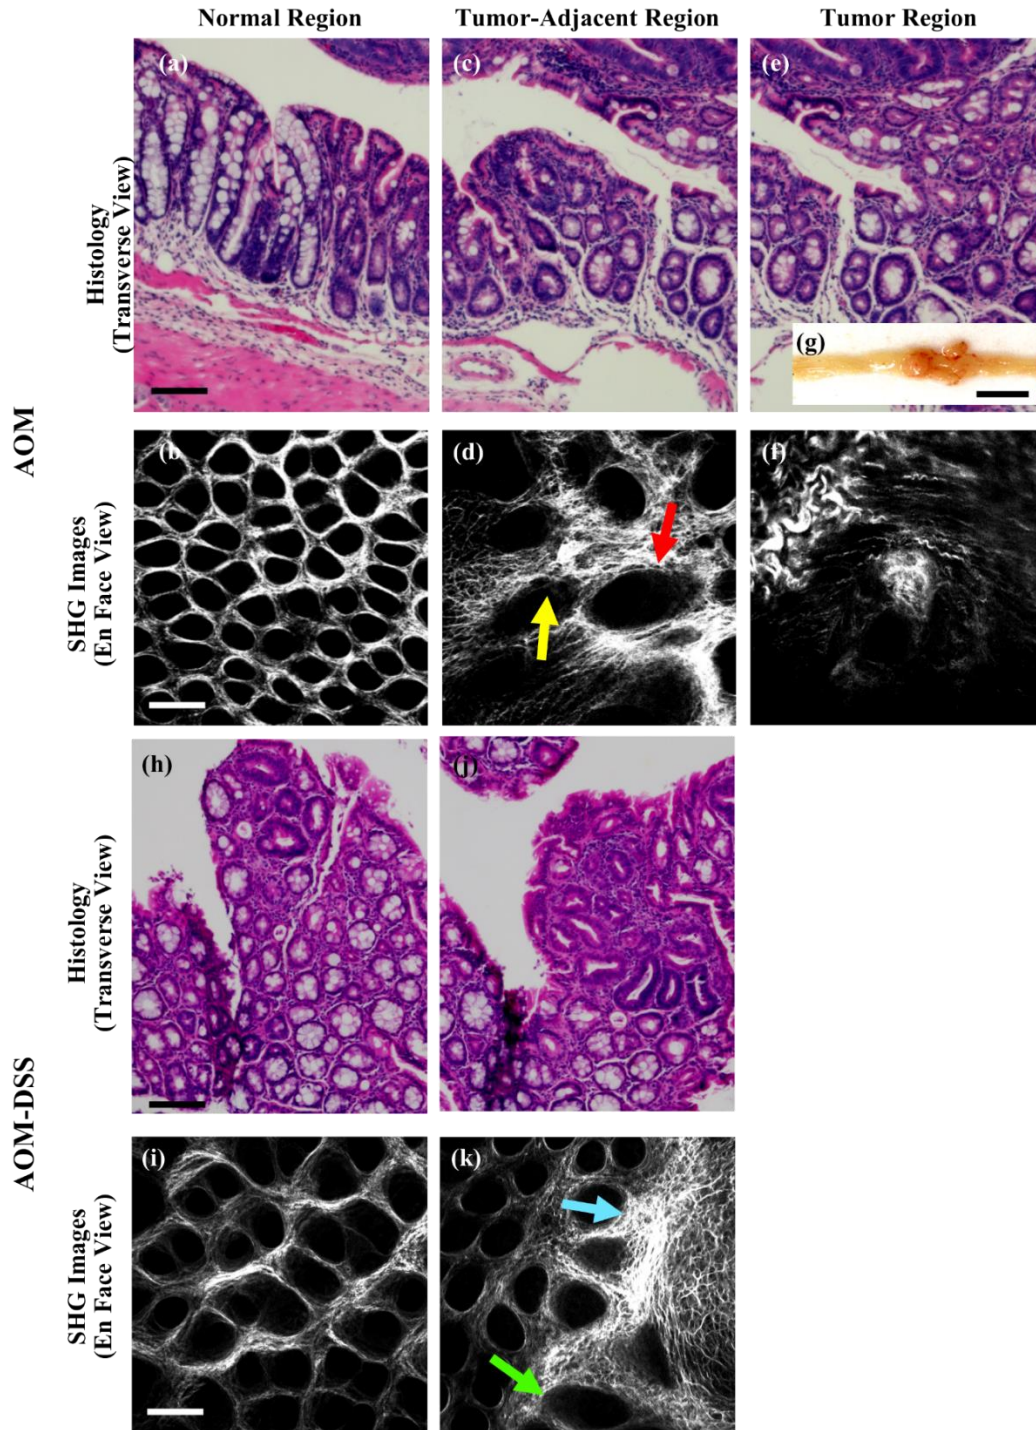 Normal Region
Tumor-Adjacent Region
Tumor Region
AOM
Histology
(Transverse View)
(a)
(c)
(e)
(g)
SHG Images
(En Face View)
(b)
(d)
(f)
AOM-DSS
Histology
(Transverse View)
(h)
(j)
SHG Images
(En Face View)
(i)
(k)